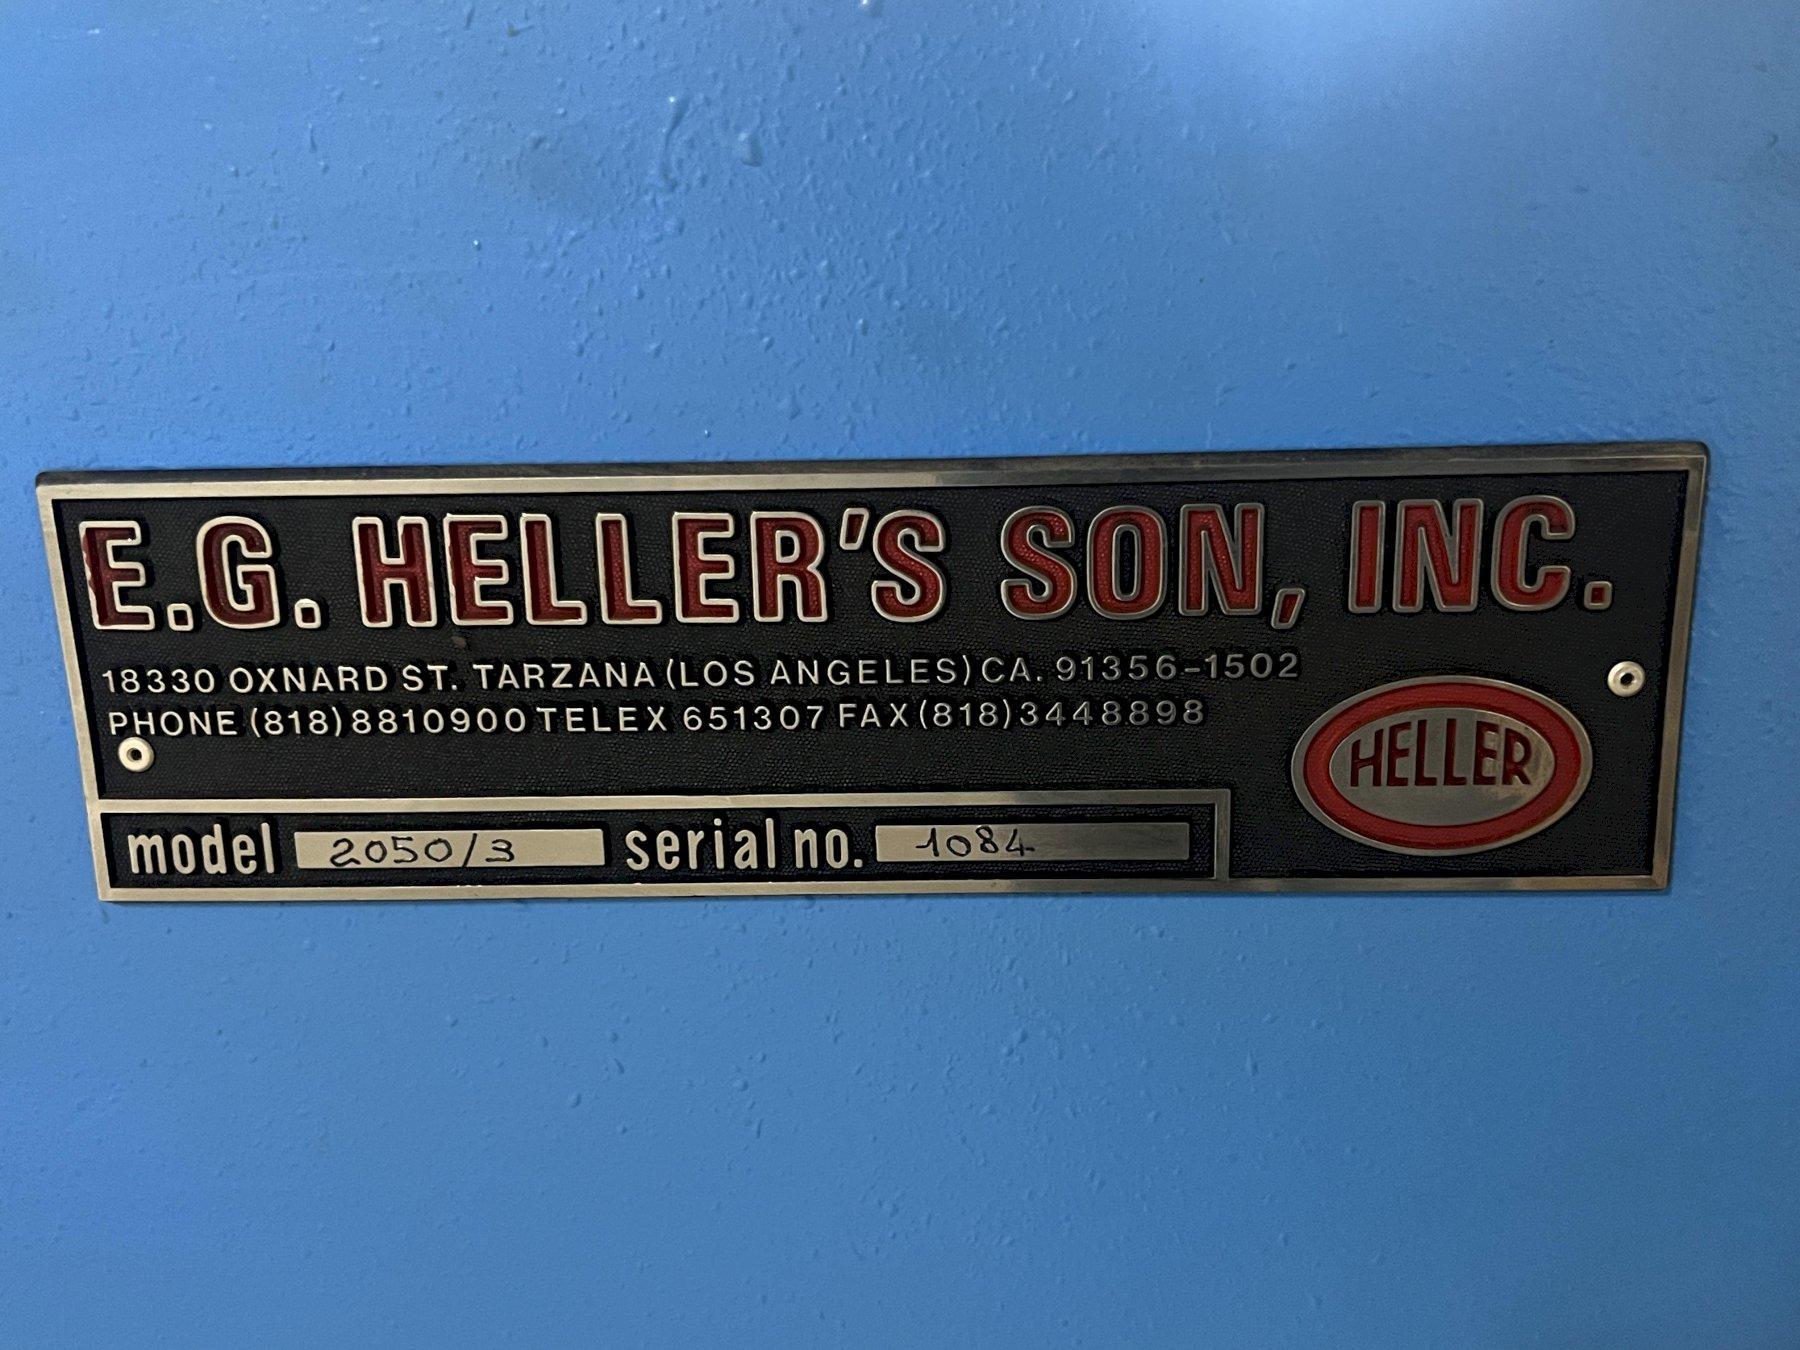 E.G. HELLER'S SON, INC.
18330 OXNARD ST. TARZANA (LOS ANGELES) CA. 91356-1502
PHONE (818) 8810900 TELEX 651307 FAX (818) 3448898
HELLER
model 2050/3 serial no. 1084